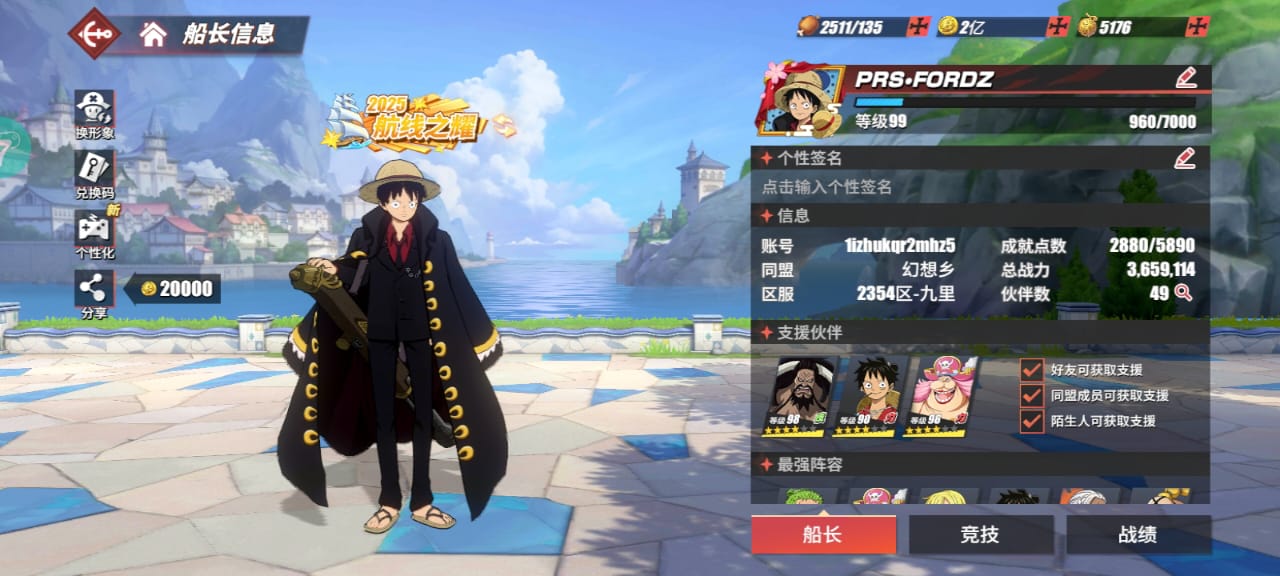 船长信息
2511/135
2亿
5176
换形象
兑换码
新
个性化
分享
20000
2025
航线之耀
PRS•FORDZ
等级99
960/7000
个性签名
点击输入个性签名
信息
账号 1izhukqr2mhz5 成就点数 2880/5890
同盟 幻想乡 总战力 3,659,114
区服 2354区-九里 伙伴数 49
支援伙伴
等级 98 等级 90 等级 96
好友可获取支援
同盟成员可获取支援
陌生人可获取支援
最强阵容
船长 竞技 战绩